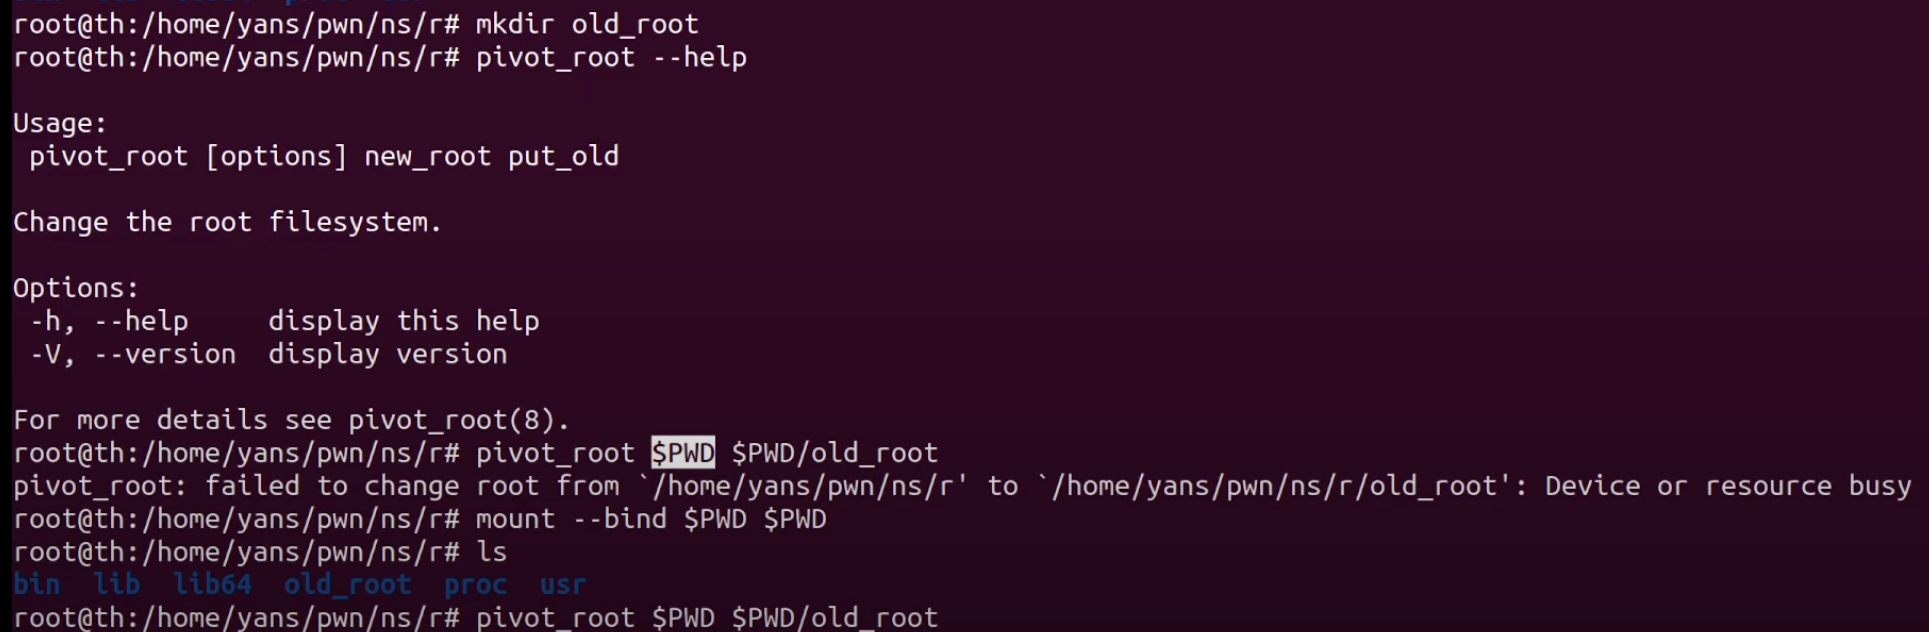 root@th:/home/yans/pwn/ns/r# mkdir old_root
root@th:/home/yans/pwn/ns/r# pivot_root --help
Usage:
 pivot_root [options] new_root put_old
Change the root filesystem.
Options:
 -h, --help     display this help
 -V, --version  display version
For more details see pivot_root(8).
root@th:/home/yans/pwn/ns/r# pivot_root $PWD $PWD/old_root
pivot_root: failed to change root from `/home/yans/pwn/ns/r' to `/home/yans/pwn/ns/r/old_root': Device or resource busy
root@th:/home/yans/pwn/ns/r# mount --bind $PWD $PWD
root@th:/home/yans/pwn/ns/r# ls
bin  lib  lib64  old_root  proc  usr
root@th:/home/yans/pwn/ns/r# pivot_root $PWD $PWD/old_root